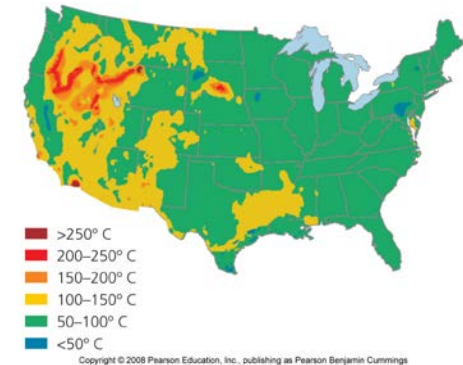 >250° C
200–250° C
150–200° C
100–150° C
50–100° C
<50° C
Copyright © 2008 Pearson Education, Inc., publishing as Pearson Benjamin Cummings